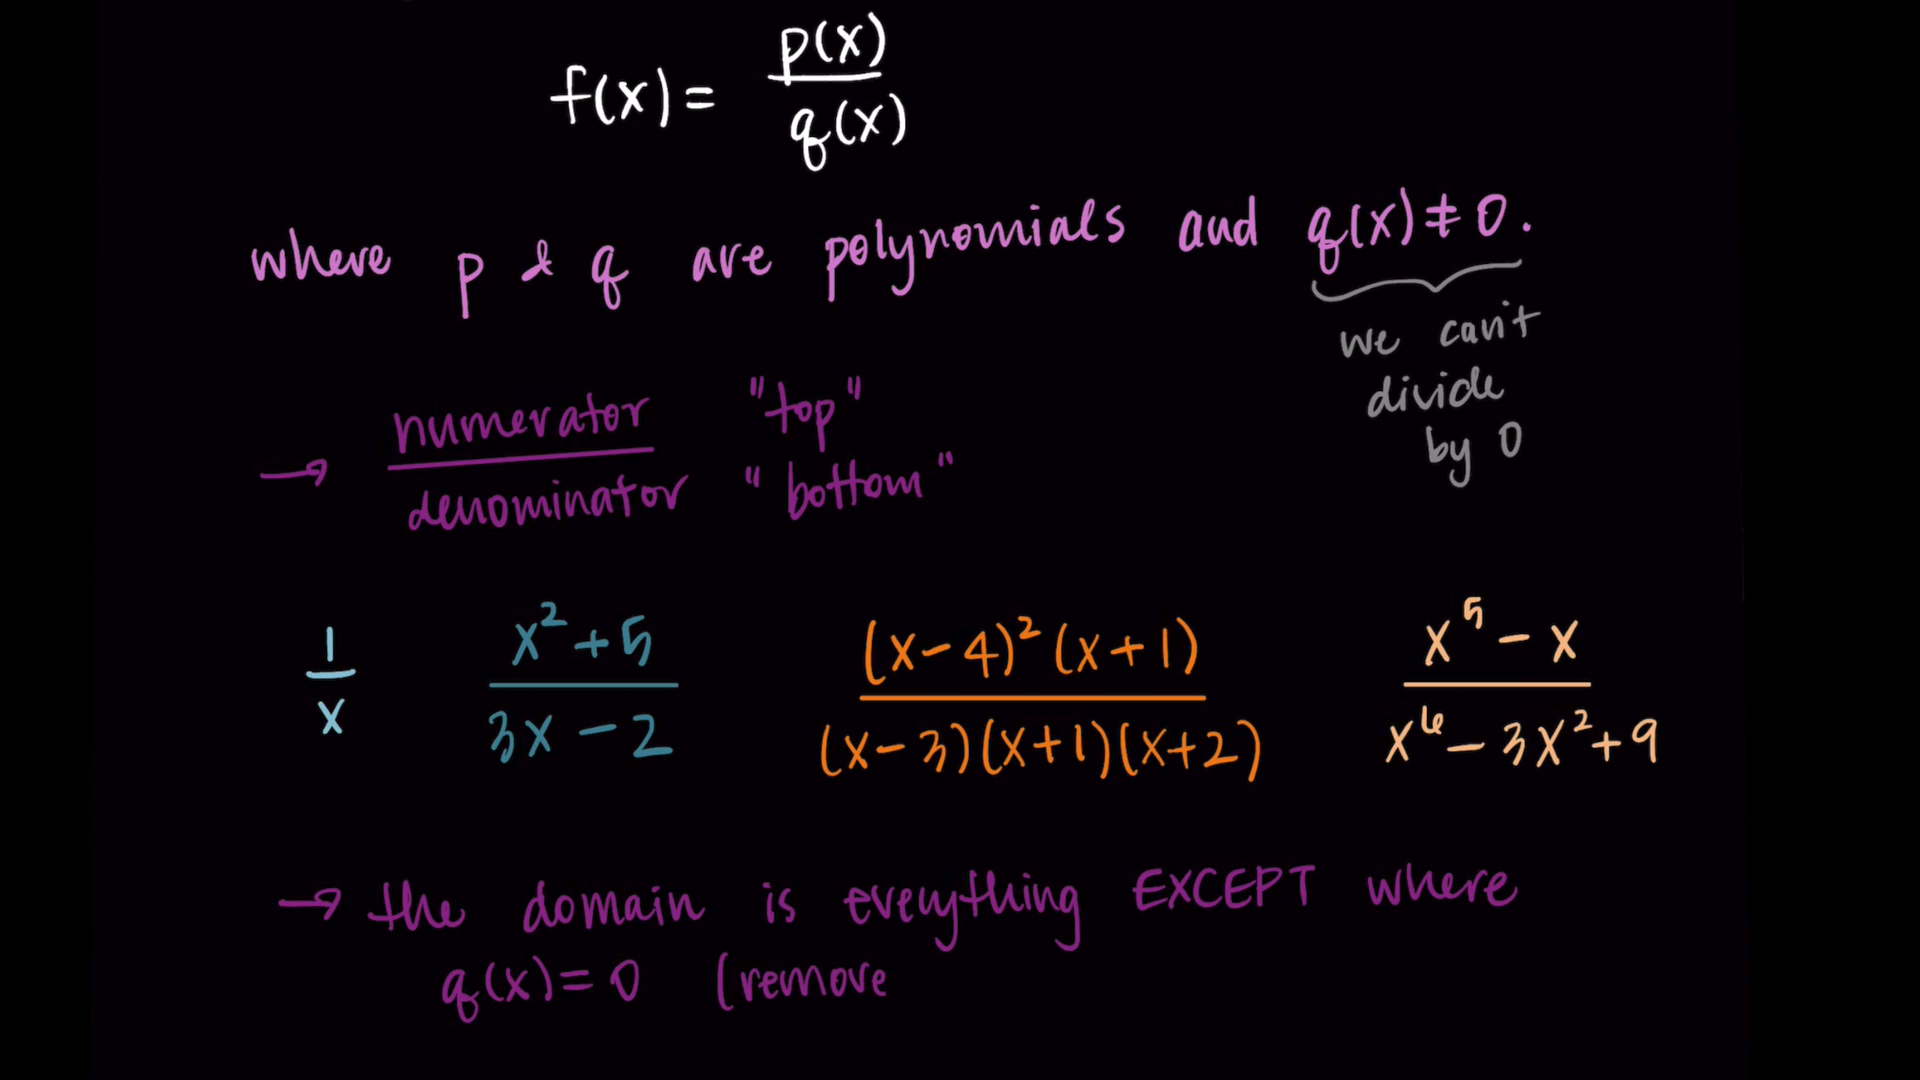 f(x) = p(x)/q(x)
where p & q are polynomials and q(x) ≠ 0.
we can't
divide
by 0
→ numerator "top"
denominator "bottom"
1/x (x²+5)/(3x-2) ((x-4)²(x+1))/((x-3)(x+1)(x+2)) (x⁵-x)/(x⁶-3x²+9)
→ the domain is everything EXCEPT where
q(x)=0 (remove